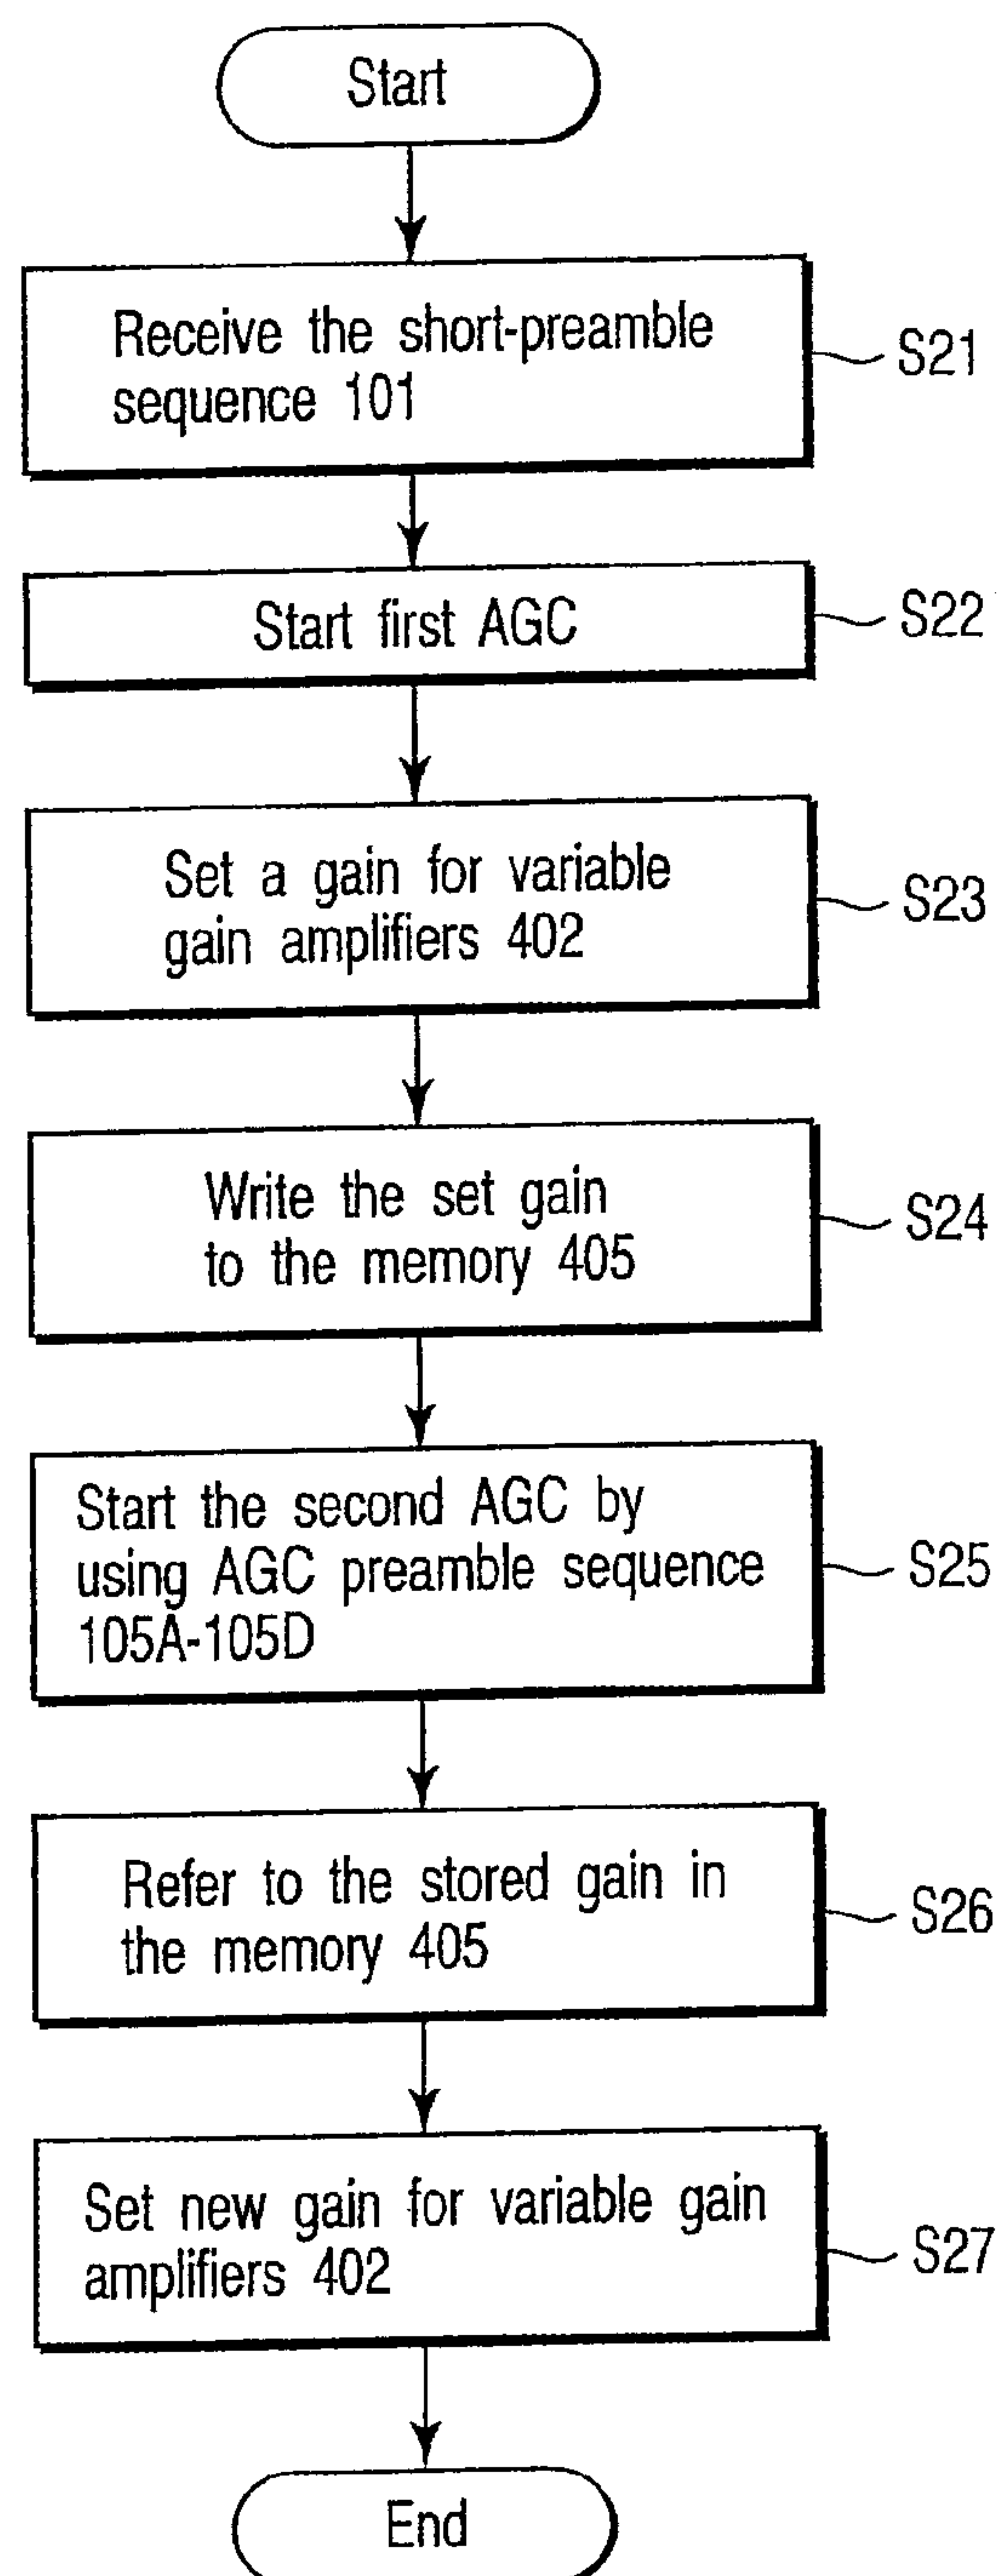 Start
Receive the short-preamble
sequence 101
S21
Start first AGC
S22
Set a gain for variable
gain amplifiers 402
S23
Write the set gain
to the memory 405
S24
Start the second AGC by
using AGC preamble sequence
105A-105D
S25
Refer to the stored gain in
the memory 405
S26
Set new gain for variable gain
amplifiers 402
S27
End